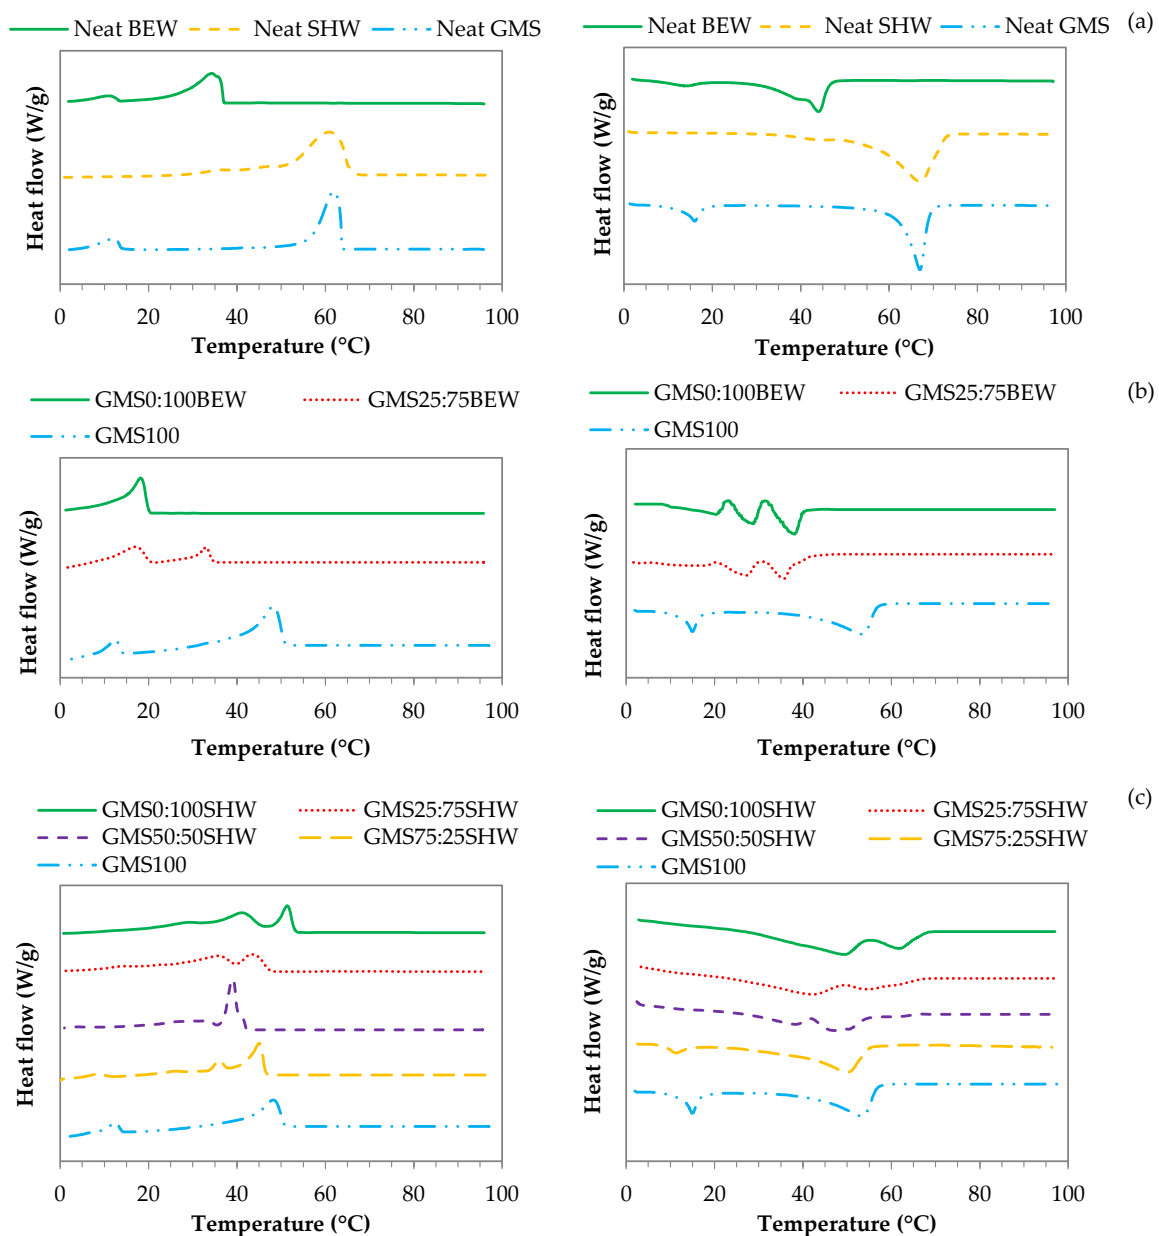 Neat BEW Neat SHW Neat GMS
Heat flow (W/g)
0 20 40 60 80 100
Temperature (°C)
Neat BEW Neat SHW Neat GMS
(a)
Heat flow (W/g)
0 20 40 60 80 100
Temperature (°C)
GMS0:100BEW GMS25:75BEW
GMS100
Heat flow (W/g)
0 20 40 60 80 100
Temperature (°C)
GMS0:100BEW GMS25:75BEW
GMS100
(b)
Heat flow (W/g)
0 20 40 60 80 100
Temperature (°C)
GMS0:100SHW GMS25:75SHW
GMS50:50SHW GMS75:25SHW
GMS100
Heat flow (W/g)
0 20 40 60 80 100
Temperature (°C)
GMS0:100SHW GMS25:75SHW
GMS50:50SHW GMS75:25SHW
GMS100
(c)
Heat flow (W/g)
0 20 40 60 80 100
Temperature (°C)